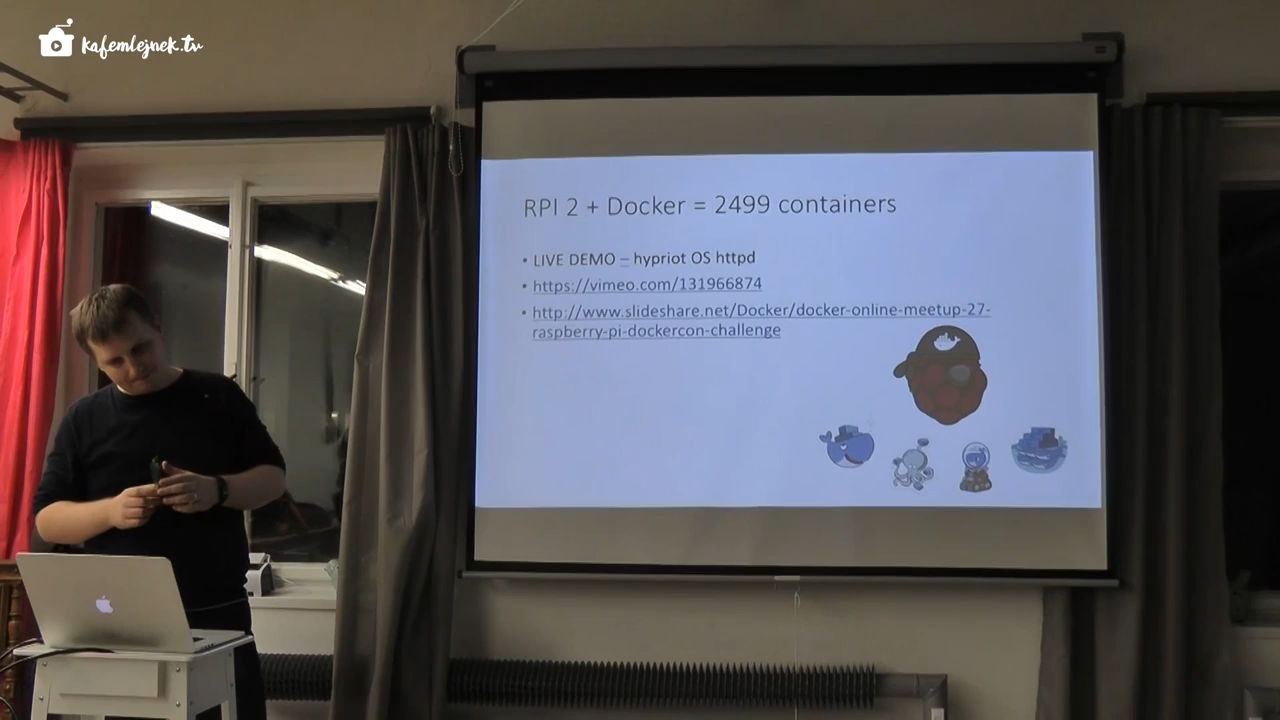 kafemlejnek.tv
RPI 2 + Docker = 2499 containers
• LIVE DEMO – hypriot OS httpd
• https://vimeo.com/131966874
• http://www.slideshare.net/Docker/docker-online-meetup-27-
raspberry-pi-dockercon-challenge